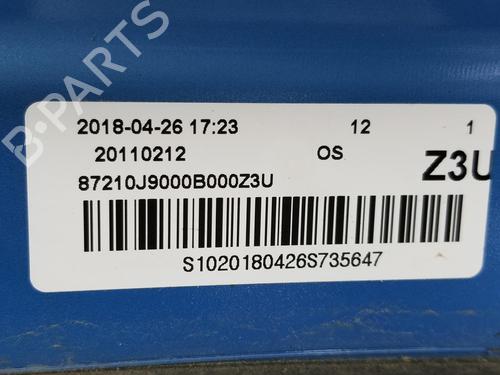 B-PARTS
2018-04-26 17:23 12 1
20110212 OS Z3U
87210J9000B000Z3U
S1020180426S735647